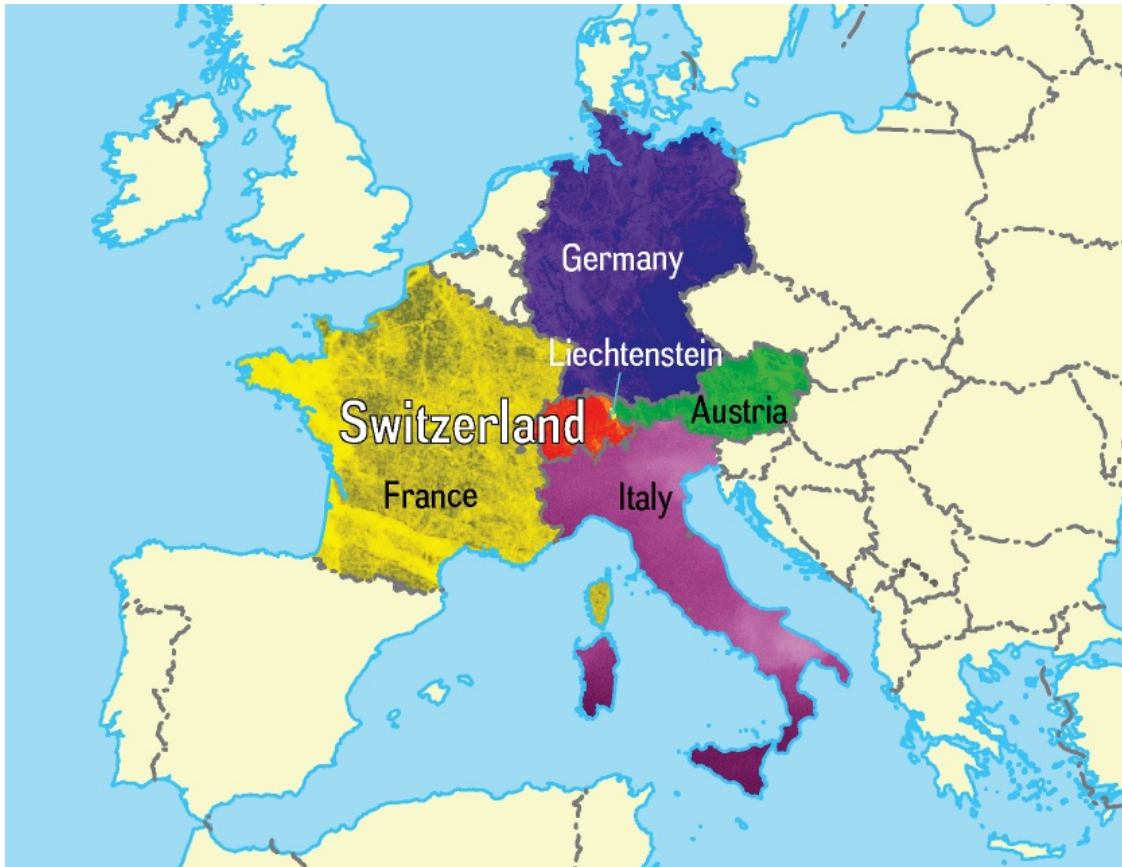 Germany
Liechtenstein
Switzerland
Austria
France
Italy